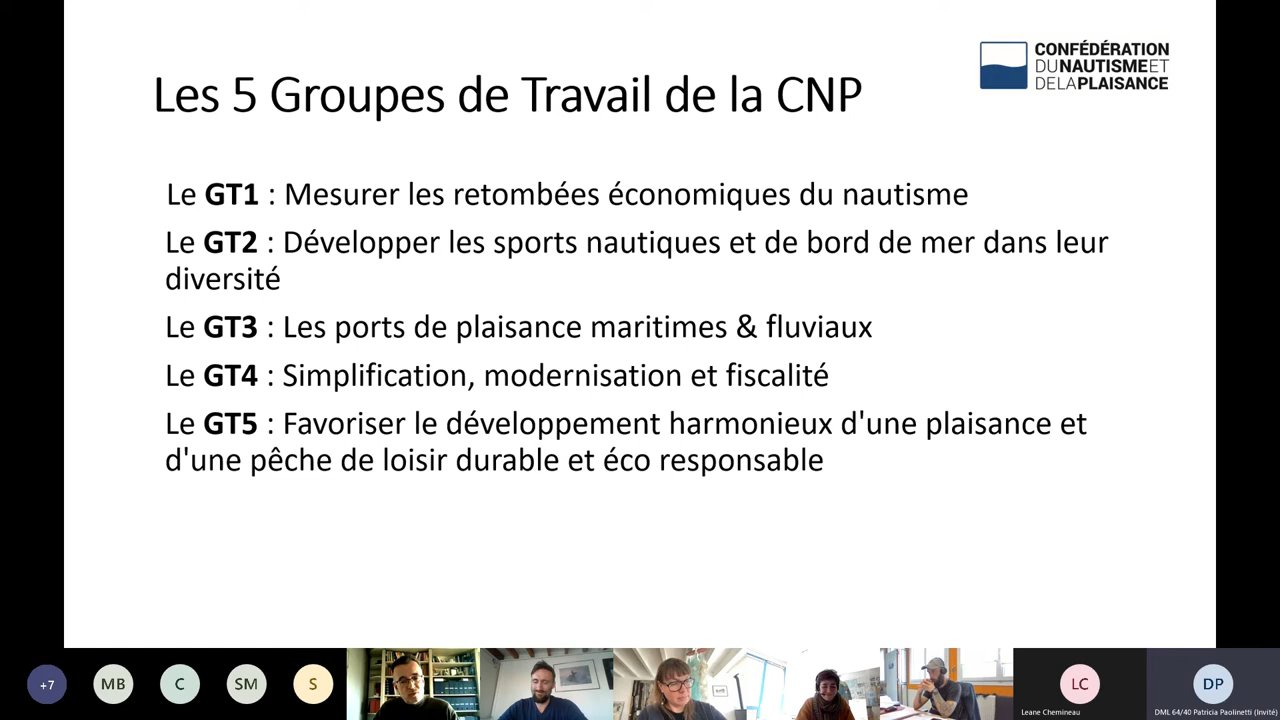 CONFÉDÉRATION
DUNAUTISMEET
DELAPLAISANCE
Les 5 Groupes de Travail de la CNP
Le GT1 : Mesurer les retombées économiques du nautisme
Le GT2 : Développer les sports nautiques et de bord de mer dans leur
diversité
Le GT3 : Les ports de plaisance maritimes & fluviaux
Le GT4 : Simplification, modernisation et fiscalité
Le GT5 : Favoriser le développement harmonieux d'une plaisance et
d'une pêche de loisir durable et éco responsable
+7
MB
C
SM
S
LC
DP
Leane Chemineau
DML 64/40 Patricia Paolinetti (Invité)